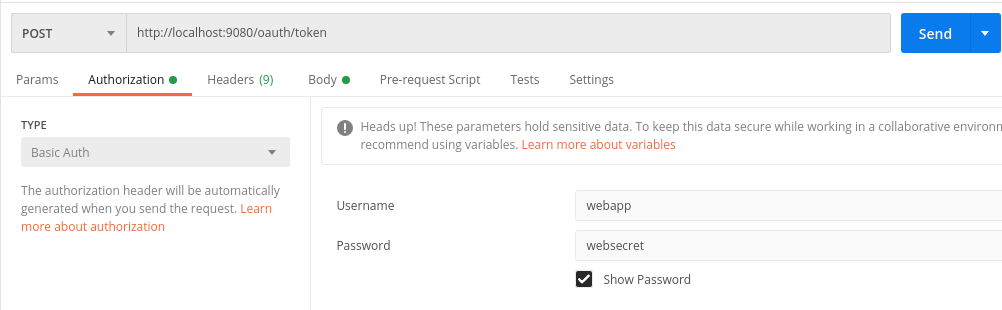 POST http://localhost:9080/oauth/token Send
Params Authorization Headers (9) Body Pre-request Script Tests Settings
TYPE
Basic Auth
The authorization header will be automatically
generated when you send the request. Learn
more about authorization
Heads up! These parameters hold sensitive data. To keep this data secure while working in a collaborative environm
recommend using variables. Learn more about variables
Username webapp
Password websecret
Show Password